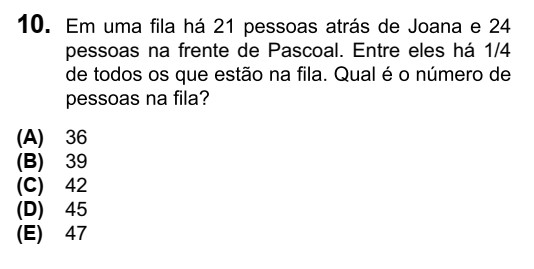 10. Em uma fila há 21 pessoas atrás de Joana e 24
pessoas na frente de Pascoal. Entre eles há 1/4
de todos os que estão na fila. Qual é o número de
pessoas na fila?
(A) 36
(B) 39
(C) 42
(D) 45
(E) 47